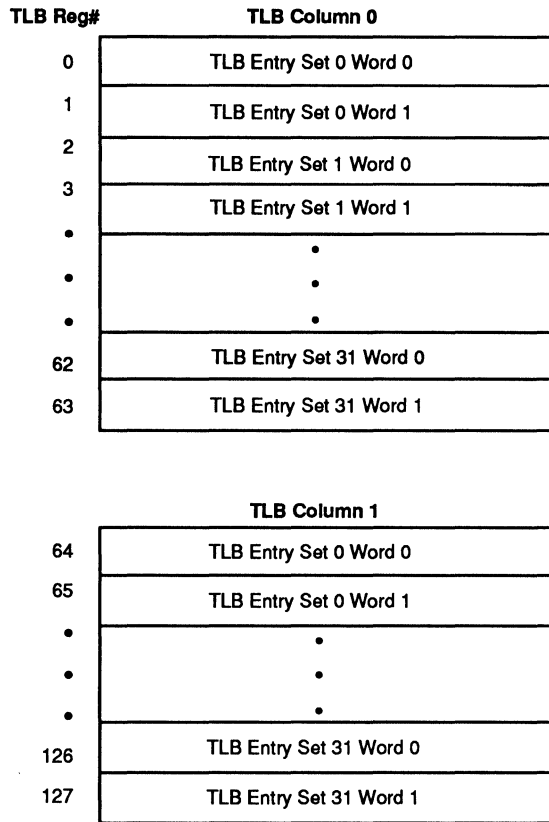 TLB Reg# TLB Column 0
0 TLB Entry Set 0 Word 0
1 TLB Entry Set 0 Word 1
2 TLB Entry Set 1 Word 0
3 TLB Entry Set 1 Word 1
• •
• •
• •
62 TLB Entry Set 31 Word 0
63 TLB Entry Set 31 Word 1
TLB Column 1
64 TLB Entry Set 0 Word 0
65 TLB Entry Set 0 Word 1
• •
• •
• •
126 TLB Entry Set 31 Word 0
127 TLB Entry Set 31 Word 1